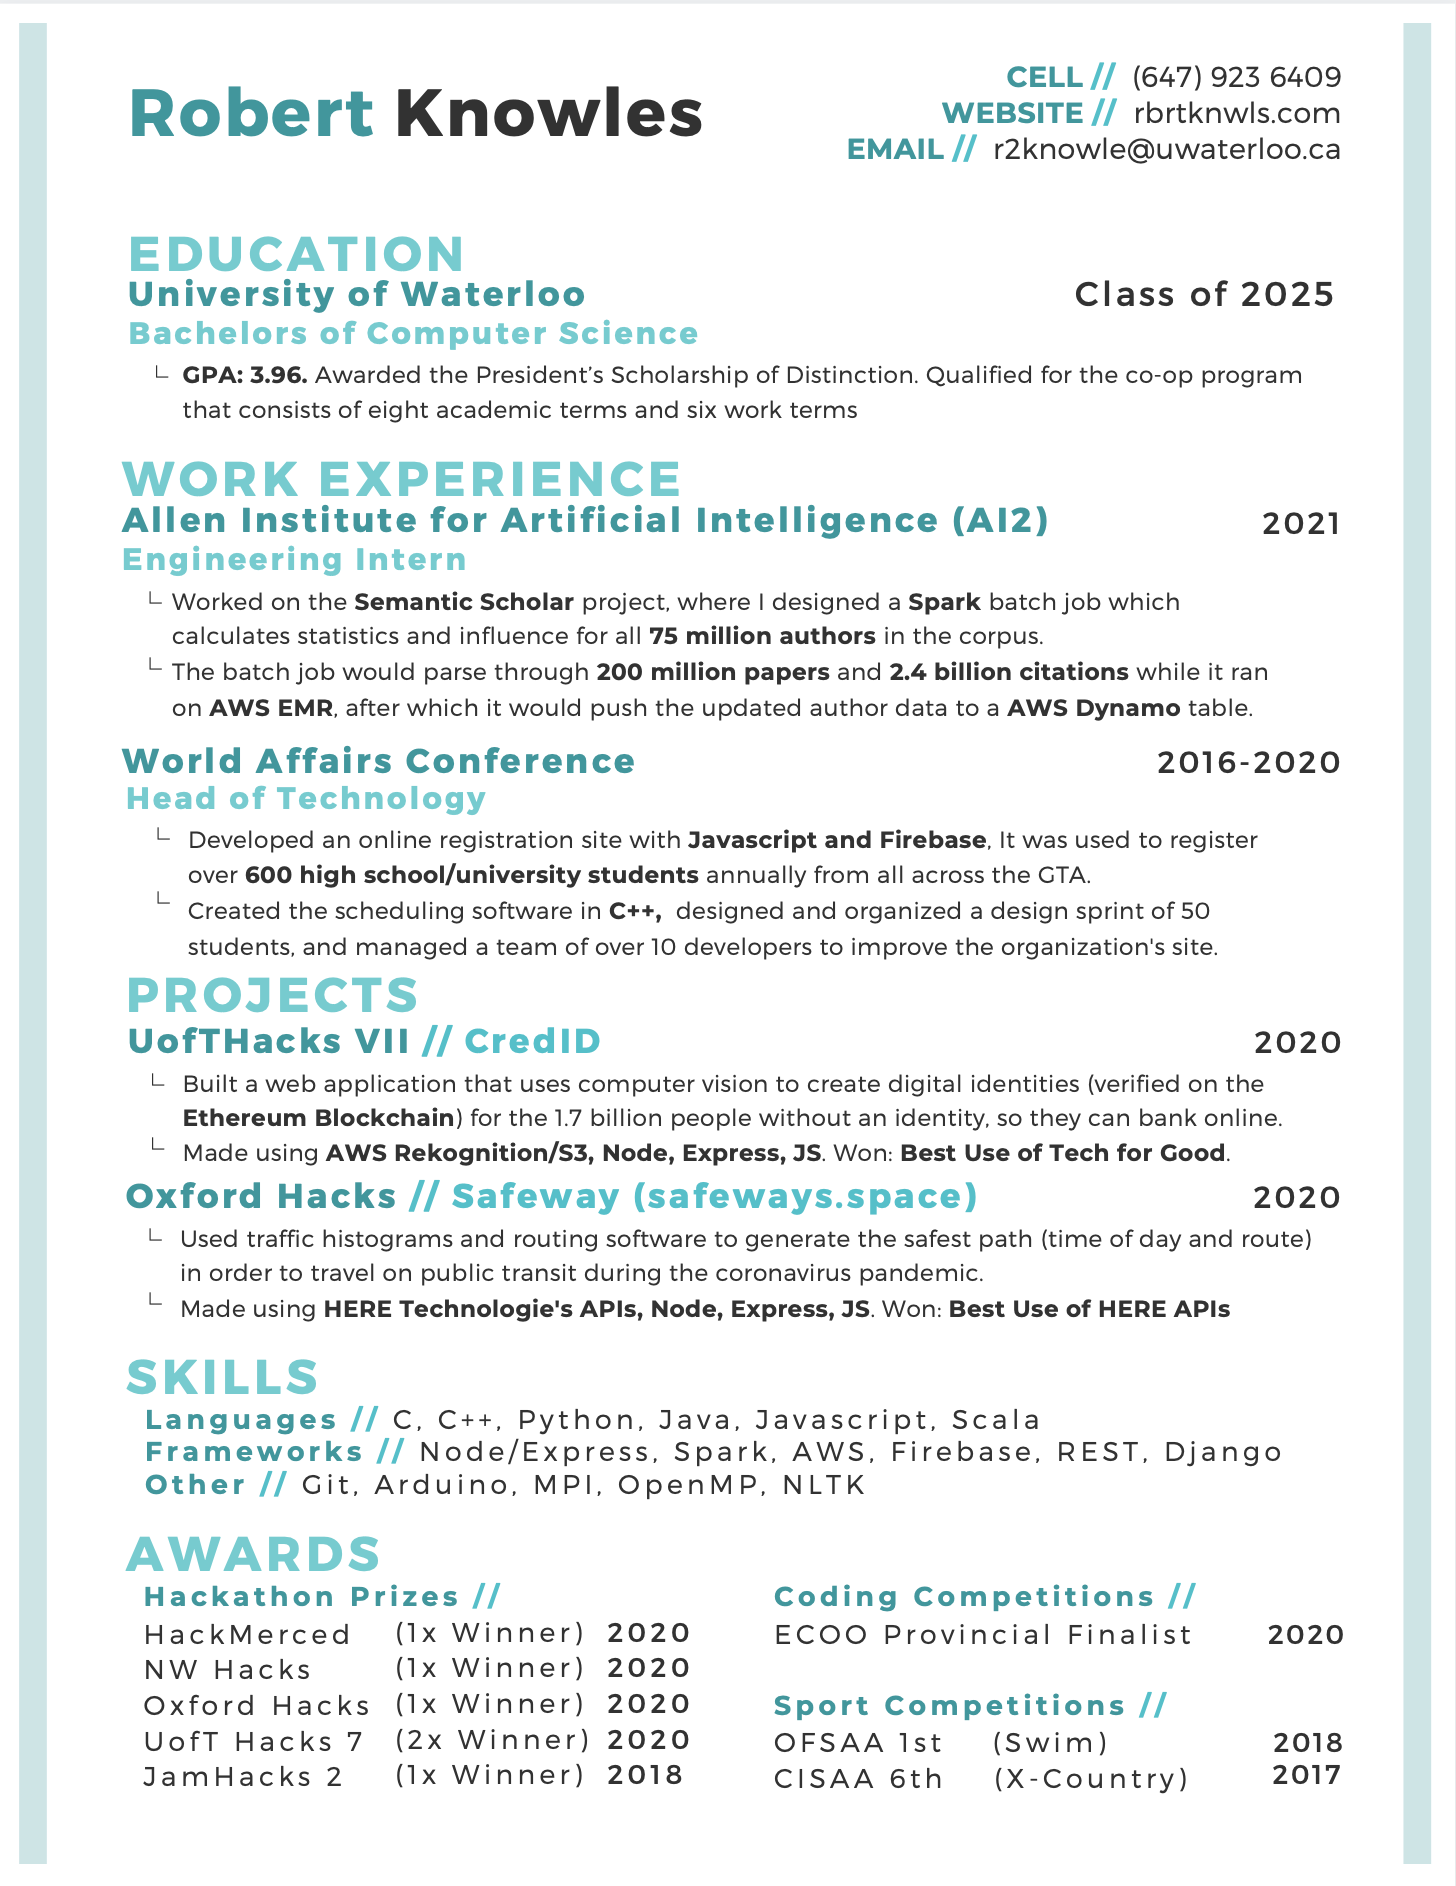 Robert Knowles
CELL // (647) 923 6409
WEBSITE // rbrtknwls.com
EMAIL // r2knowle@uwaterloo.ca
EDUCATION
University of Waterloo Class of 2025
Bachelors of Computer Science
GPA: 3.96. Awarded the President’s Scholarship of Distinction. Qualified for the co-op program
that consists of eight academic terms and six work terms
WORK EXPERIENCE
Allen Institute for Artificial Intelligence (AI2) 2021
Engineering Intern
Worked on the Semantic Scholar project, where I designed a Spark batch job which
calculates statistics and influence for all 75 million authors in the corpus.
The batch job would parse through 200 million papers and 2.4 billion citations while it ran
on AWS EMR, after which it would push the updated author data to a AWS Dynamo table.
World Affairs Conference 2016-2020
Head of Technology
Developed an online registration site with Javascript and Firebase, It was used to register
over 600 high school/university students annually from all across the GTA.
Created the scheduling software in C++, designed and organized a design sprint of 50
students, and managed a team of over 10 developers to improve the organization's site.
PROJECTS
UofTHacks VII // CredID 2020
Built a web application that uses computer vision to create digital identities (verified on the
Ethereum Blockchain) for the 1.7 billion people without an identity, so they can bank online.
Made using AWS Rekognition/S3, Node, Express, JS. Won: Best Use of Tech for Good.
Oxford Hacks // Safeway (safeways.space) 2020
Used traffic histograms and routing software to generate the safest path (time of day and route)
in order to travel on public transit during the coronavirus pandemic.
Made using HERE Technologie's APIs, Node, Express, JS. Won: Best Use of HERE APIs
SKILLS
Languages // C, C++, Python, Java, Javascript, Scala
Frameworks // Node/Express, Spark, AWS, Firebase, REST, Django
Other // Git, Arduino, MPI, OpenMP, NLTK
AWARDS
Hackathon Prizes //
HackMerced (1x Winner) 2020
NW Hacks (1x Winner) 2020
Oxford Hacks (1x Winner) 2020
UofT Hacks 7 (2x Winner) 2020
JamHacks 2 (1x Winner) 2018
Coding Competitions //
ECOO Provincial Finalist 2020
Sport Competitions //
OFSAA 1st (Swim) 2018
CISAA 6th (X-Country) 2017